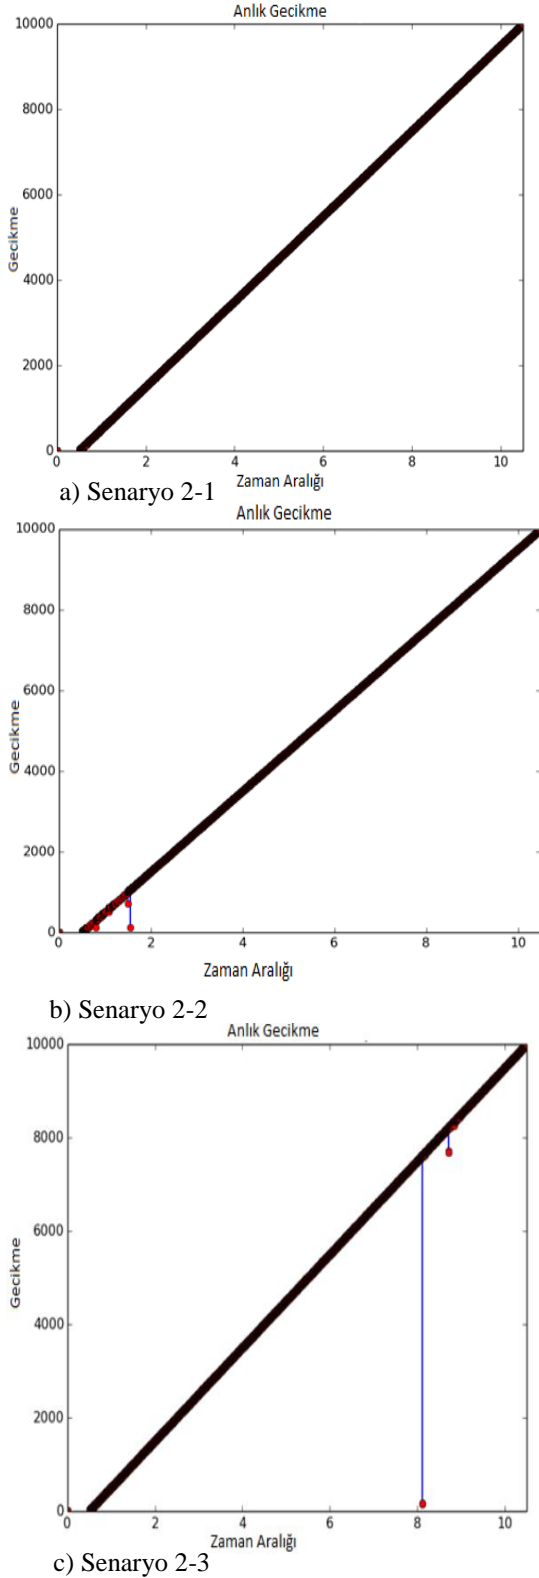 Anlık Gecikme
10000
8000
6000
4000
2000
0
Gecikme
0 2 4 6 8 10
Zaman Aralığı
a) Senaryo 2-1
Anlık Gecikme
10000
8000
6000
4000
2000
0
Gecikme
0 2 4 6 8 10
Zaman Aralığı
b) Senaryo 2-2
Anlık Gecikme
10000
8000
6000
4000
2000
0
Gecikme
0 2 4 6 8 10
Zaman Aralığı
c) Senaryo 2-3